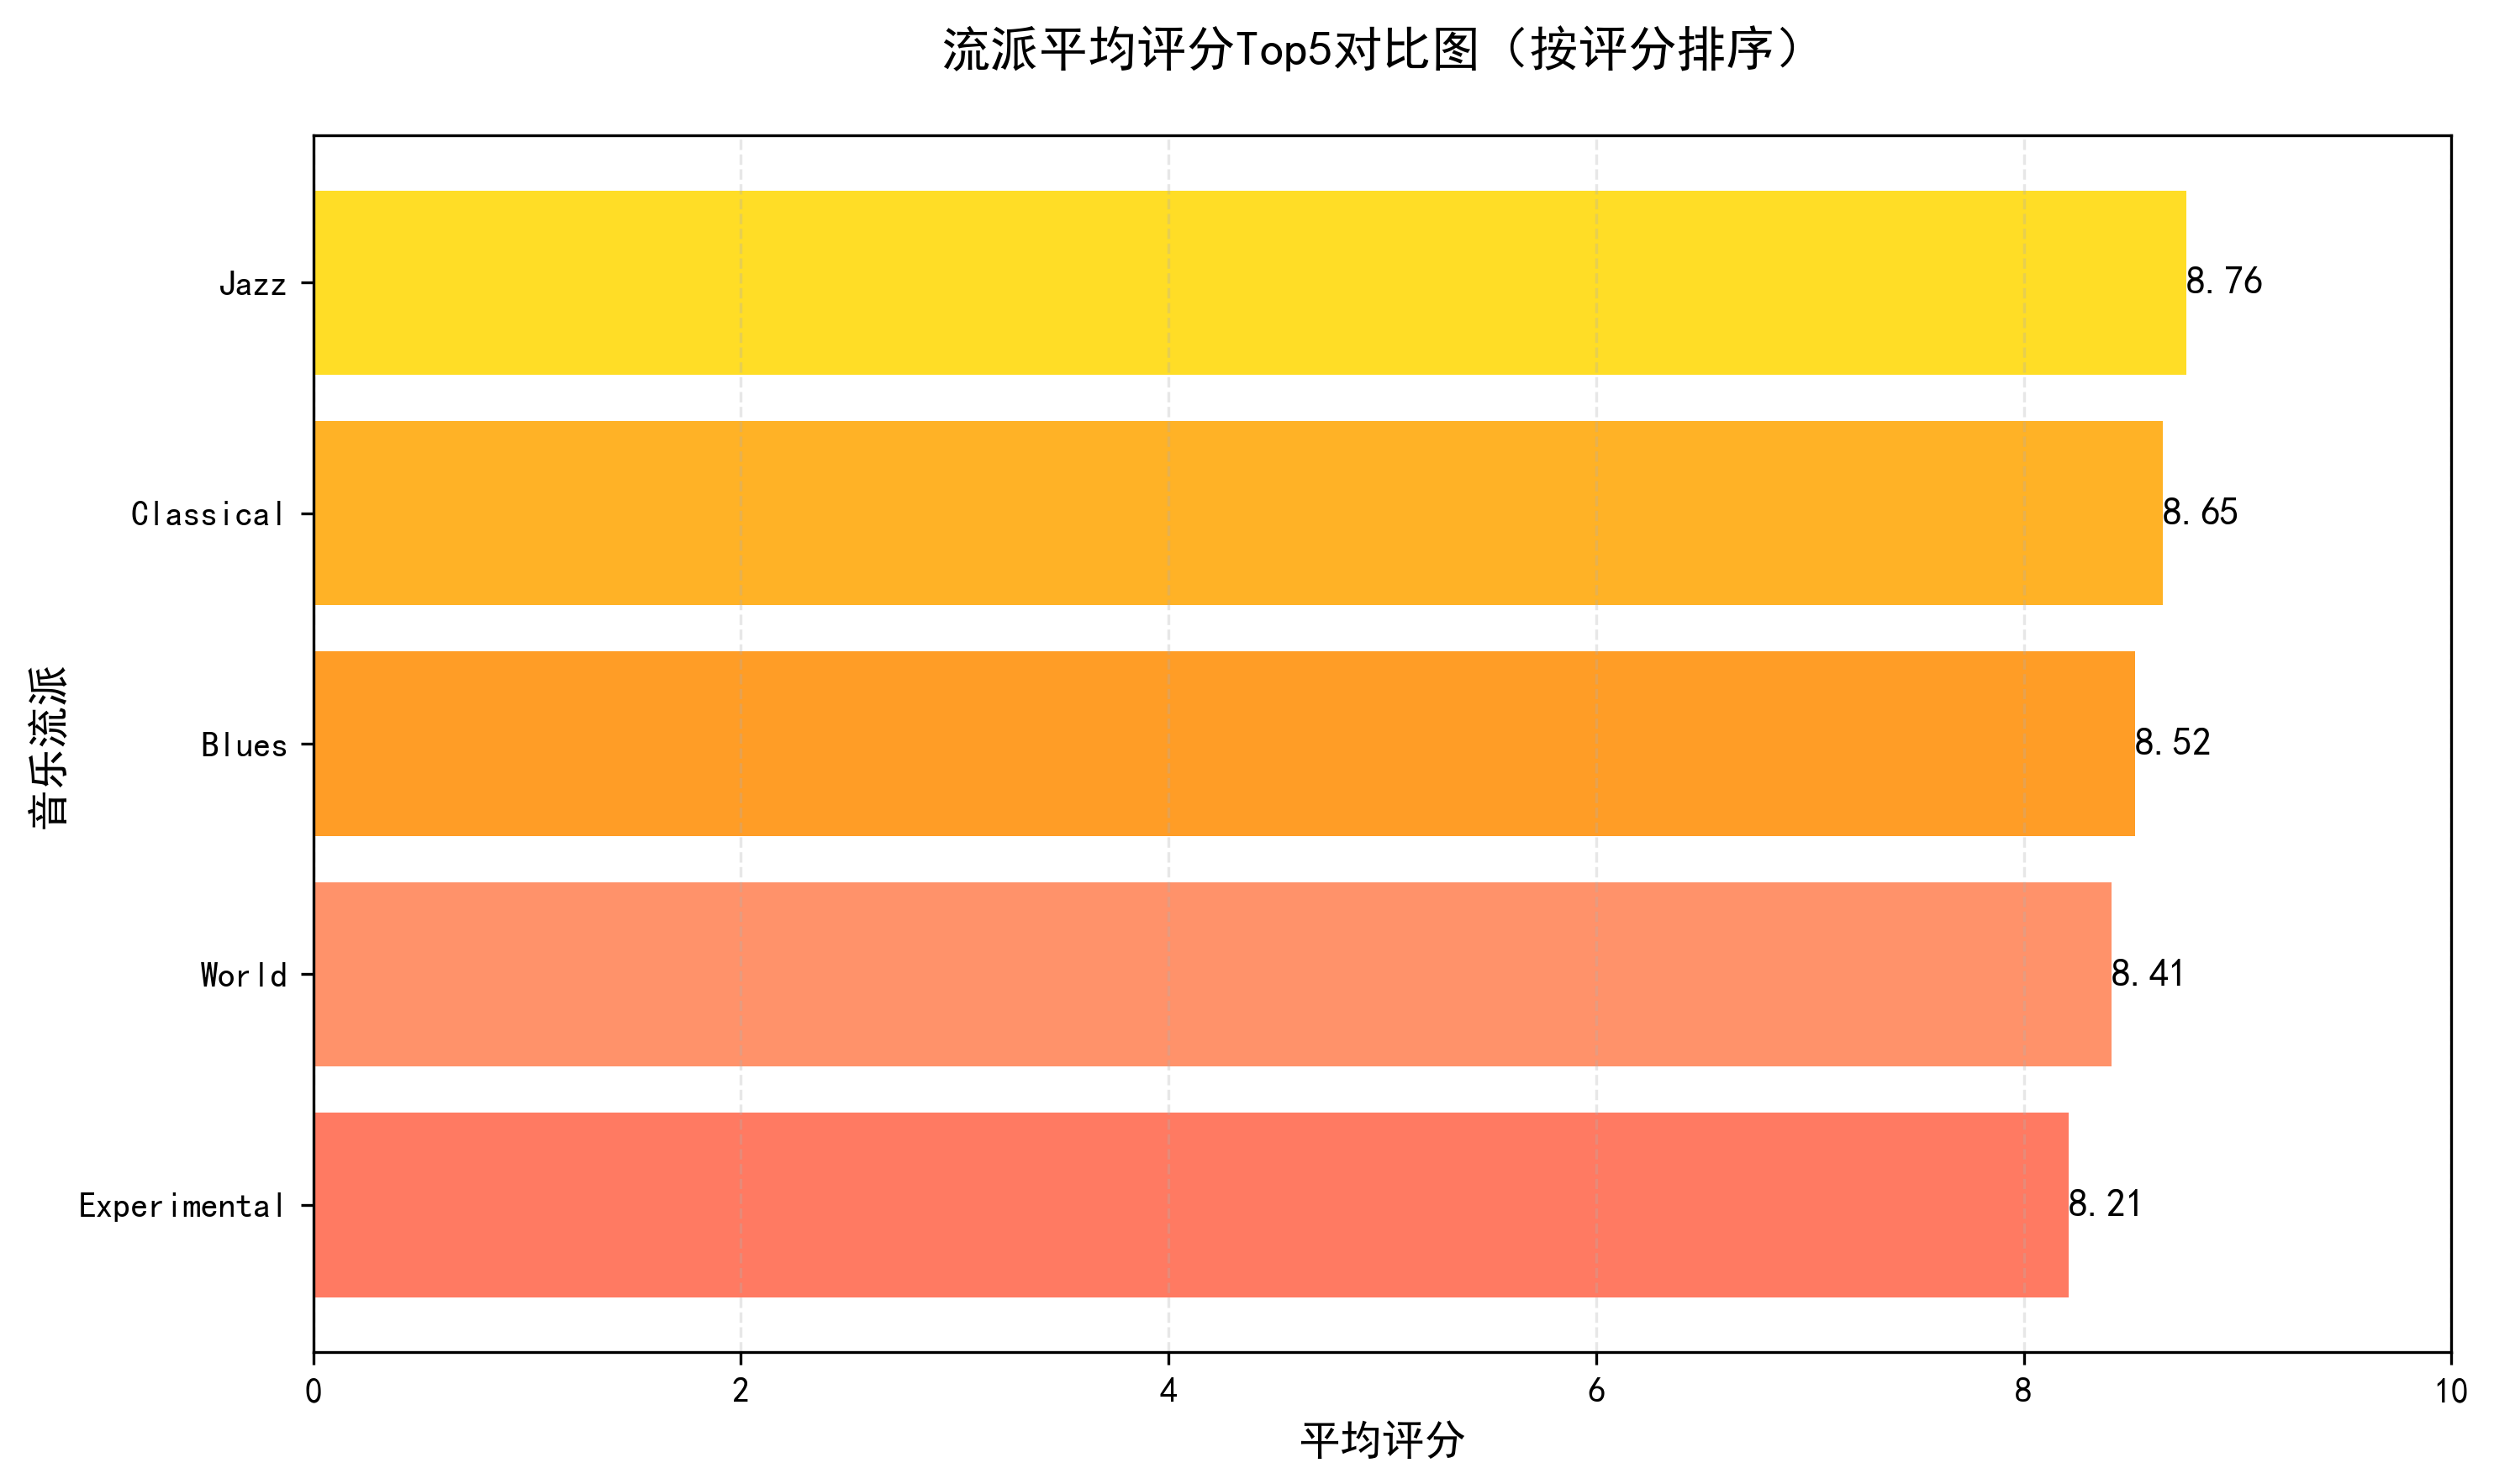 流派平均评分Top5对比图（按评分排序）
Jazz
8.76
Classical
8.65
Blues
8.52
World
8.41
Experimental
8.21
音乐流派
0 2 4 6 8 10
平均评分